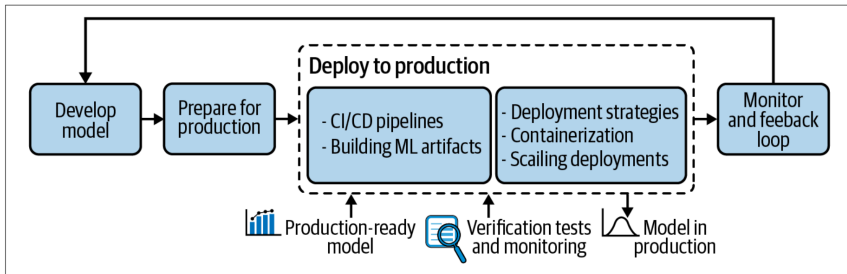 Deploy to production
Develop
model
Prepare for
production
- CI/CD pipelines
- Building ML artifacts
- Deployment strategies
- Containerization
- Scailing deployments
Monitor
and feeback
loop
Production-ready
model
Verification tests
and monitoring
Model in
production